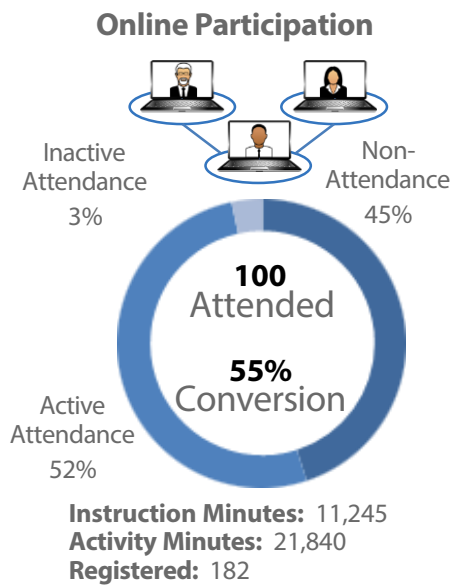 Online Participation
Inactive
Attendance
3%
Non-
Attendance
45%
100
Attended
55%
Conversion
Active
Attendance
52%
Instruction Minutes: 11,245
Activity Minutes: 21,840
Registered: 182